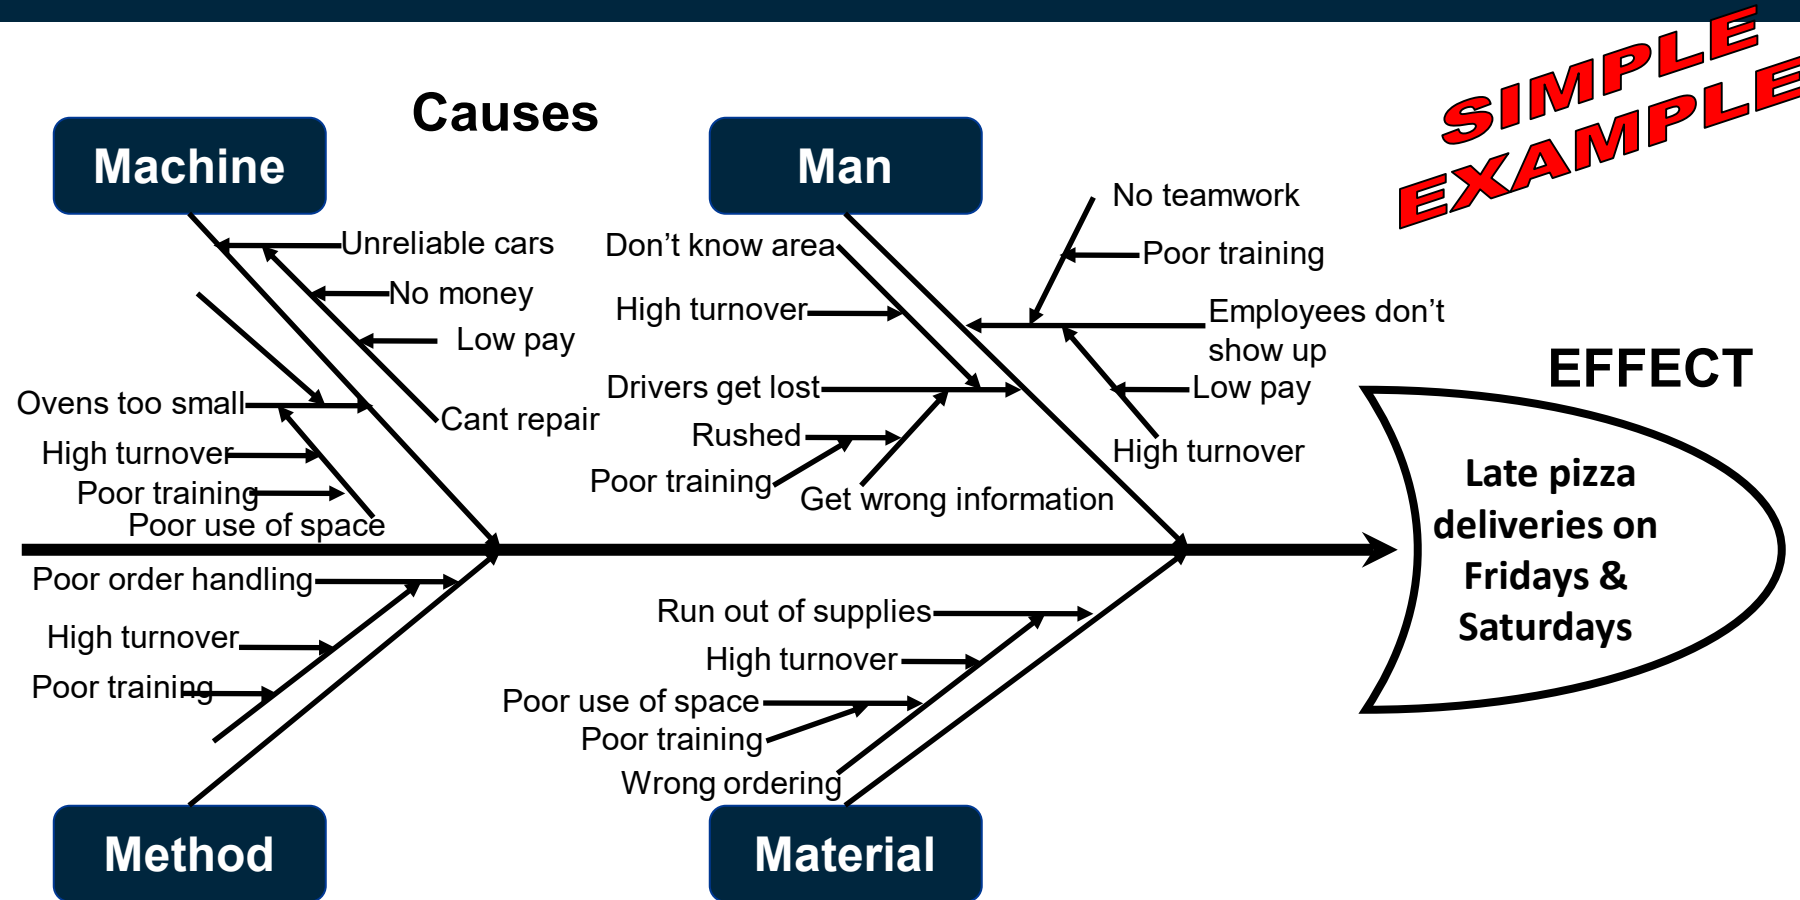 SIMPLE
EXAMPLE
Causes
Machine
Man
No teamwork
Unreliable cars
Don’t know area
Poor training
No money
High turnover
Employees don’t
show up
Low pay
EFFECT
Ovens too small
Cant repair
Drivers get lost
Low pay
High turnover
Rushed
High turnover
Poor training
Poor training
Get wrong information
Poor use of space
Late pizza
deliveries on
Fridays &
Saturdays
Poor order handling
Run out of supplies
High turnover
High turnover
Poor training
Poor use of space
Poor training
Wrong ordering
Method
Material